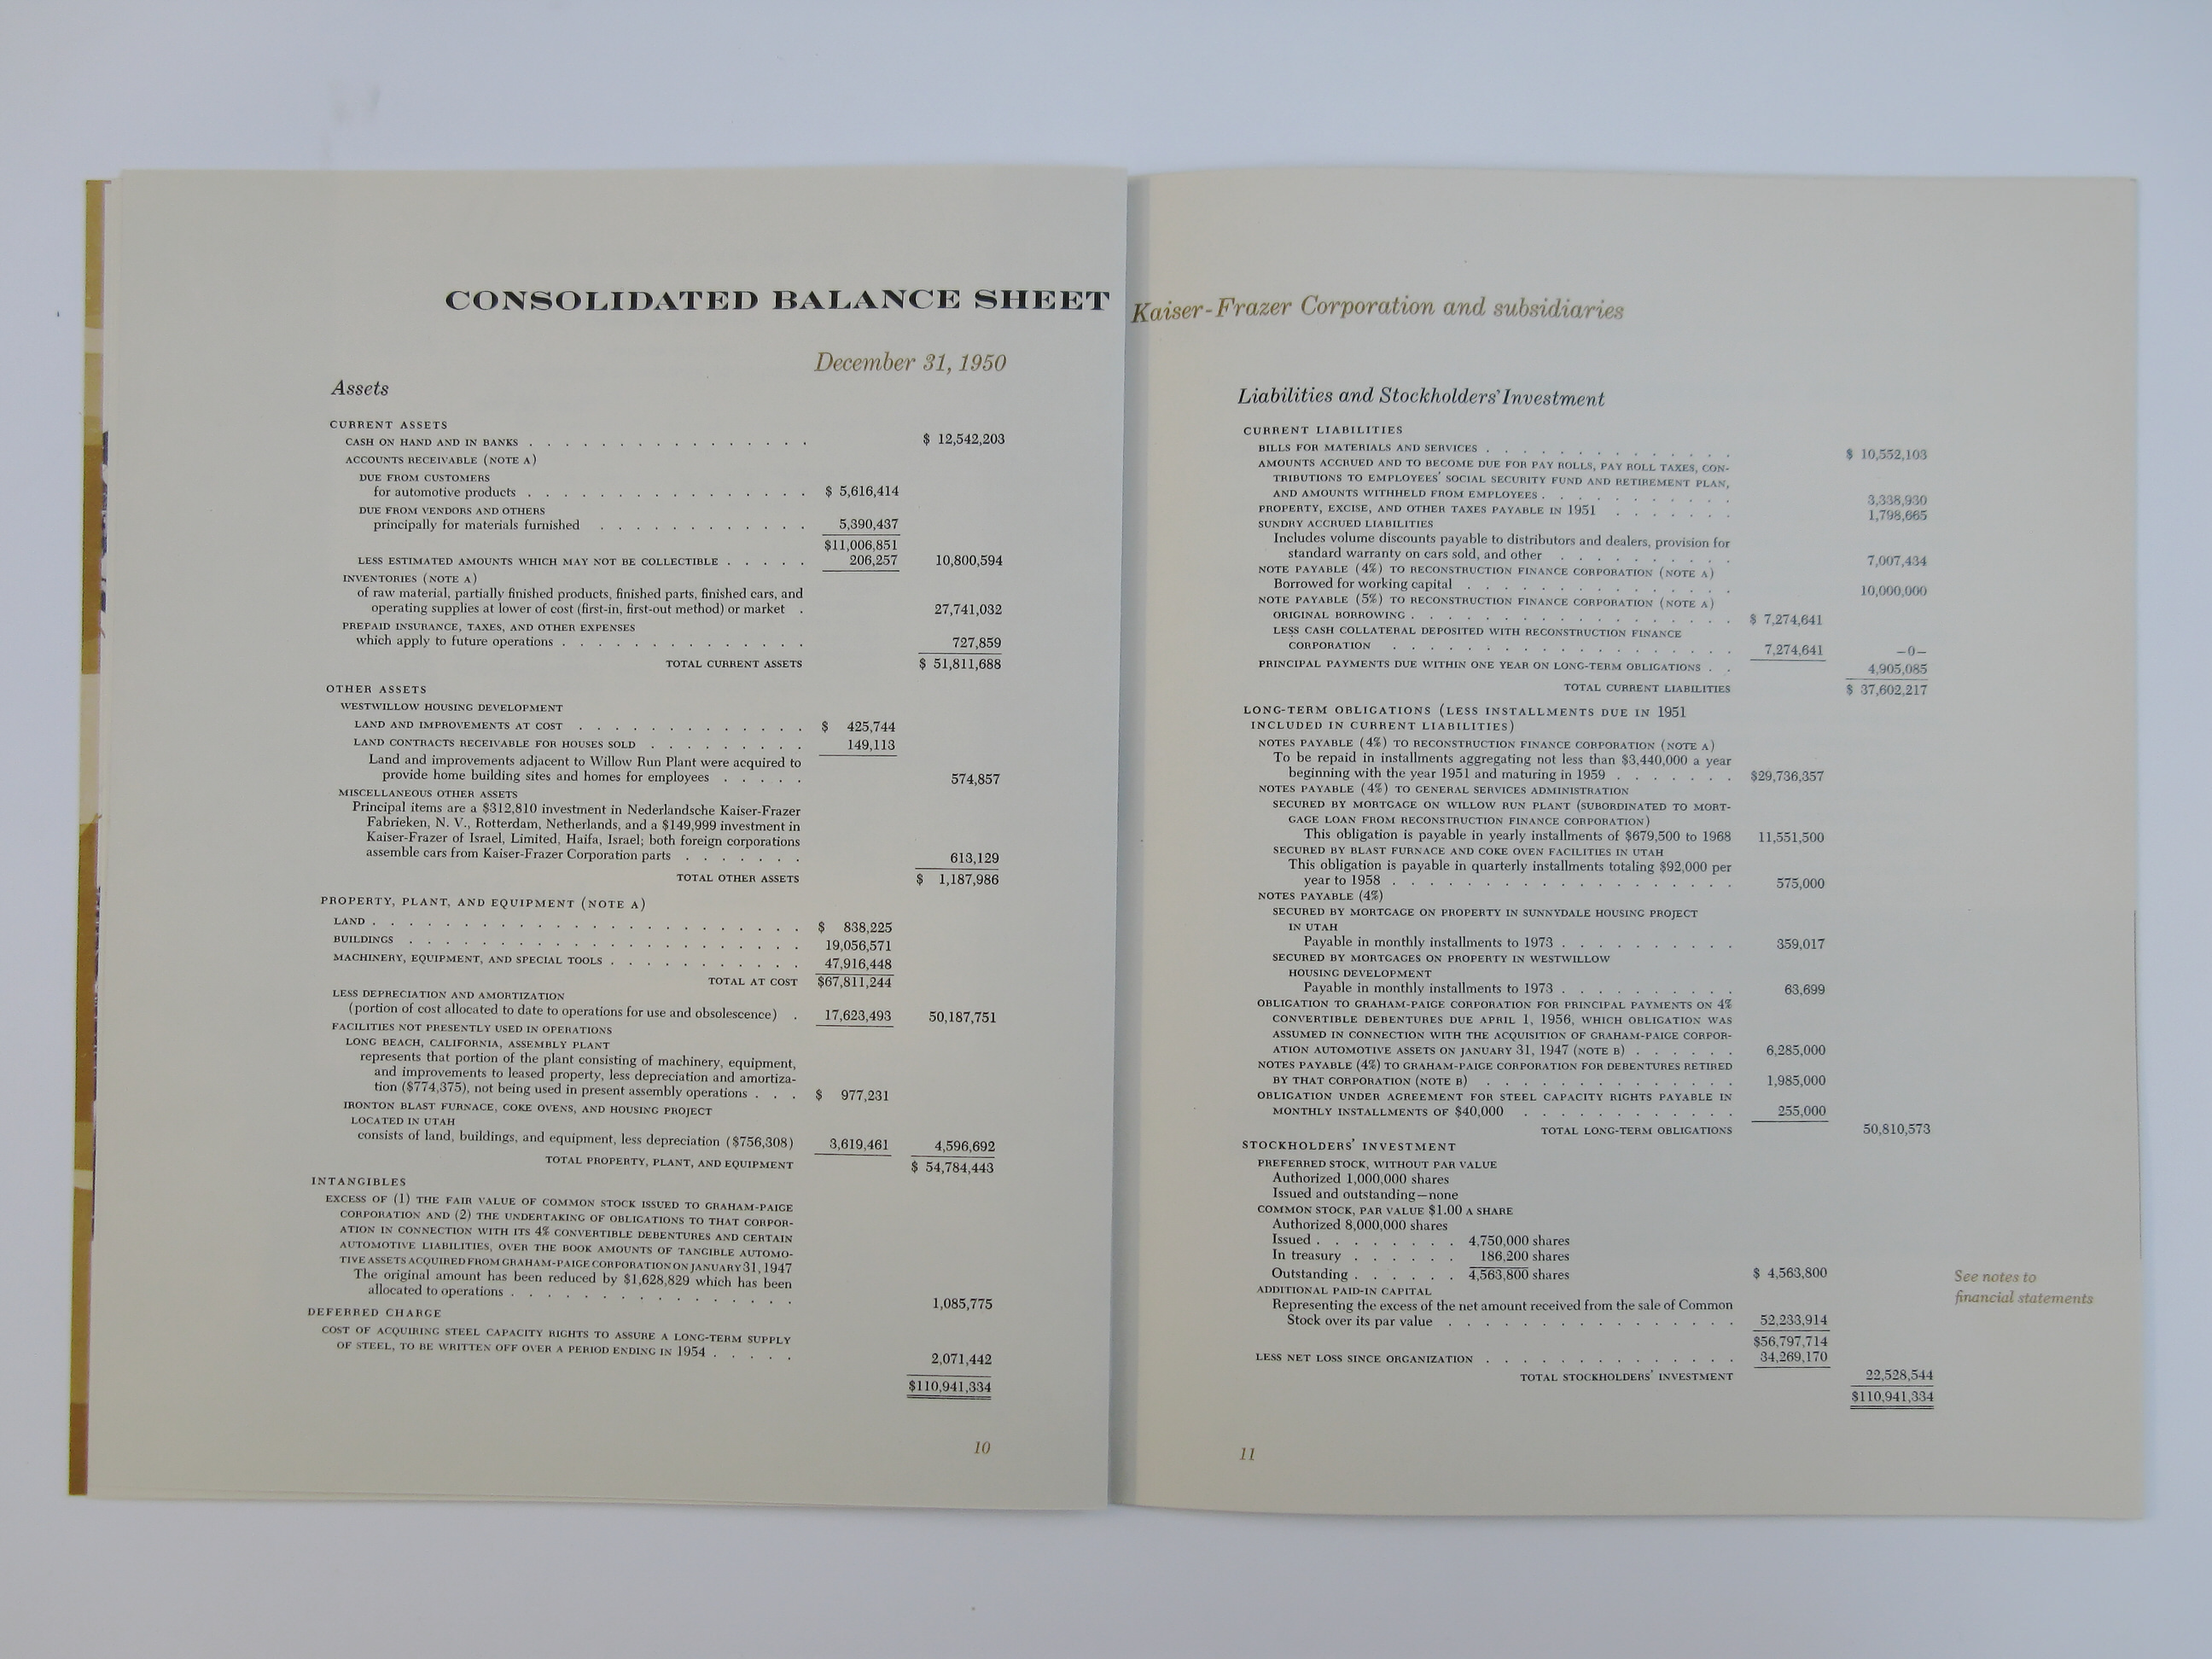 CONSOLIDATED BALANCE SHEET Kaiser-Frazer Corporation and subsidiaries
December 31, 1950
Assets
CURRENT ASSETS
CASH ON HAND AND IN BANKS . . . $ 12,542,203
ACCOUNTS RECEIVABLE (NOTE A)
DUE FROM CUSTOMERS
for automotive products . . . $ 5,616,414
DUE FROM VENDORS AND OTHERS
principally for materials furnished . . . 5,390,437
$11,006,851
LESS ESTIMATED AMOUNTS WHICH MAY NOT BE COLLECTIBLE . . . 206,257 10,800,594
INVENTORIES (NOTE A)
of raw material, partially finished products, finished parts, finished cars, and
operating supplies at lower of cost (first-in, first-out method) or market . 27,741,032
PREPAID INSURANCE, TAXES, AND OTHER EXPENSES
which apply to future operations . . . 727,859
TOTAL CURRENT ASSETS $ 51,811,688
OTHER ASSETS
WESTWILLOW HOUSING DEVELOPMENT
LAND AND IMPROVEMENTS AT COST . . . $ 425,744
LAND CONTRACTS RECEIVABLE FOR HOUSES SOLD . . . 149,113
Land and improvements adjacent to Willow Run Plant were acquired to
provide home building sites and homes for employees . . . 574,857
MISCELLANEOUS OTHER ASSETS
Principal items are a $312,810 investment in Nederlandsche Kaiser-Frazer
Fabrieken, N. V., Rotterdam, Netherlands, and a $149,999 investment in
Kaiser-Frazer of Israel, Limited, Haifa, Israel; both foreign corporations
assemble cars from Kaiser-Frazer Corporation parts . . . 613,129
TOTAL OTHER ASSETS $ 1,187,986
PROPERTY, PLANT, AND EQUIPMENT (NOTE A)
LAND . . . $ 838,225
BUILDINGS . . . 19,056,571
MACHINERY, EQUIPMENT, AND SPECIAL TOOLS . . . 47,916,448
TOTAL AT COST $67,811,244
LESS DEPRECIATION AND AMORTIZATION
(portion of cost allocated to date to operations for use and obsolescence) . 17,623,493 50,187,751
FACILITIES NOT PRESENTLY USED IN OPERATIONS
LONG BEACH, CALIFORNIA, ASSEMBLY PLANT
represents that portion of the plant consisting of machinery, equipment,
and improvements to leased property, less depreciation and amortiza-
tion ($774,375), not being used in present assembly operations . . . $ 977,231
IRONTON BLAST FURNACE, COKE OVENS, AND HOUSING PROJECT
LOCATED IN UTAH
consists of land, buildings, and equipment, less depreciation ($756,308) 3,619,461 4,596,692
TOTAL PROPERTY, PLANT, AND EQUIPMENT $ 54,784,443
INTANGIBLES
EXCESS OF (1) THE FAIR VALUE OF COMMON STOCK ISSUED TO GRAHAM-PAIGE
CORPORATION AND (2) THE UNDERTAKING OF OBLIGATIONS TO THAT CORPOR-
ATION IN CONNECTION WITH ITS 4% CONVERTIBLE DEBENTURES AND CERTAIN
AUTOMOTIVE LIABILITIES, OVER THE BOOK AMOUNTS OF TANGIBLE AUTOMO-
TIVE ASSETS ACQUIRED FROM GRAHAM-PAIGE CORPORATION ON JANUARY 31, 1947
The original amount has been reduced by $1,628,829 which has been
allocated to operations . . . 1,085,775
DEFERRED CHARGE
COST OF ACQUIRING STEEL CAPACITY RIGHTS TO ASSURE A LONG-TERM SUPPLY
OF STEEL, TO BE WRITTEN OFF OVER A PERIOD ENDING IN 1954 . . . 2,071,442
$110,941,334
10
Liabilities and Stockholders' Investment
CURRENT LIABILITIES
BILLS FOR MATERIALS AND SERVICES . . . $ 10,552,103
AMOUNTS ACCRUED AND TO BECOME DUE FOR PAY ROLLS, PAY ROLL TAXES, CON-
TRIBUTIONS TO EMPLOYEES' SOCIAL SECURITY FUND AND RETIREMENT PLAN,
AND AMOUNTS WITHHELD FROM EMPLOYEES . . . 3,338,930
PROPERTY, EXCISE, AND OTHER TAXES PAYABLE IN 1951 . . . 1,798,665
SUNDRY ACCRUED LIABILITIES
Includes volume discounts payable to distributors and dealers, provision for
standard warranty on cars sold, and other . . . 7,007,434
NOTE PAYABLE (4%) TO RECONSTRUCTION FINANCE CORPORATION (NOTE A)
Borrowed for working capital . . . 10,000,000
NOTE PAYABLE (5%) TO RECONSTRUCTION FINANCE CORPORATION (NOTE A)
ORIGINAL BORROWING . . . $ 7,274,641
LESS CASH COLLATERAL DEPOSITED WITH RECONSTRUCTION FINANCE
CORPORATION . . . 7,274,641 —0—
PRINCIPAL PAYMENTS DUE WITHIN ONE YEAR ON LONG-TERM OBLIGATIONS . . 4,905,085
TOTAL CURRENT LIABILITIES $ 37,602,217
LONG-TERM OBLIGATIONS (LESS INSTALLMENTS DUE IN 1951
INCLUDED IN CURRENT LIABILITIES)
NOTES PAYABLE (4%) TO RECONSTRUCTION FINANCE CORPORATION (NOTE A)
To be repaid in installments aggregating not less than $3,440,000 a year
beginning with the year 1951 and maturing in 1959 . . . $29,736,357
NOTES PAYABLE (4%) TO GENERAL SERVICES ADMINISTRATION
SECURED BY MORTGAGE ON WILLOW RUN PLANT (SUBORDINATED TO MORT-
GAGE LOAN FROM RECONSTRUCTION FINANCE CORPORATION)
This obligation is payable in yearly installments of $679,500 to 1968 11,551,500
SECURED BY BLAST FURNACE AND COKE OVEN FACILITIES IN UTAH
This obligation is payable in quarterly installments totaling $92,000 per
year to 1958 . . . 575,000
NOTES PAYABLE (4%)
SECURED BY MORTGAGE ON PROPERTY IN SUNNYDALE HOUSING PROJECT
IN UTAH
Payable in monthly installments to 1973 . . . 359,017
SECURED BY MORTGAGES ON PROPERTY IN WESTWILLOW
HOUSING DEVELOPMENT
Payable in monthly installments to 1973 . . . 63,699
OBLIGATION TO GRAHAM-PAIGE CORPORATION FOR PRINCIPAL PAYMENTS ON 4%
CONVERTIBLE DEBENTURES DUE APRIL 1, 1956, WHICH OBLIGATION WAS
ASSUMED IN CONNECTION WITH THE ACQUISITION OF GRAHAM-PAIGE CORPOR-
ATION AUTOMOTIVE ASSETS ON JANUARY 31, 1947 (NOTE B) . . . 6,285,000
NOTES PAYABLE (4%) TO GRAHAM-PAIGE CORPORATION FOR DEBENTURES RETIRED
BY THAT CORPORATION (NOTE B) . . . 1,985,000
OBLIGATION UNDER AGREEMENT FOR STEEL CAPACITY RIGHTS PAYABLE IN
MONTHLY INSTALLMENTS OF $40,000 . . . 255,000
TOTAL LONG-TERM OBLIGATIONS 50,810,573
STOCKHOLDERS' INVESTMENT
PREFERRED STOCK, WITHOUT PAR VALUE
Authorized 1,000,000 shares
Issued and outstanding—none
COMMON STOCK, PAR VALUE $1.00 A SHARE
Authorized 8,000,000 shares
Issued . . . 4,750,000 shares
In treasury . . . 186,200 shares
Outstanding . . . 4,563,800 shares $ 4,563,800
ADDITIONAL PAID-IN CAPITAL
Representing the excess of the net amount received from the sale of Common
Stock over its par value . . . 52,233,914
$56,797,714
LESS NET LOSS SINCE ORGANIZATION . . . 34,269,170
TOTAL STOCKHOLDERS' INVESTMENT 22,528,544
$110,941,334
See notes to
financial statements
11